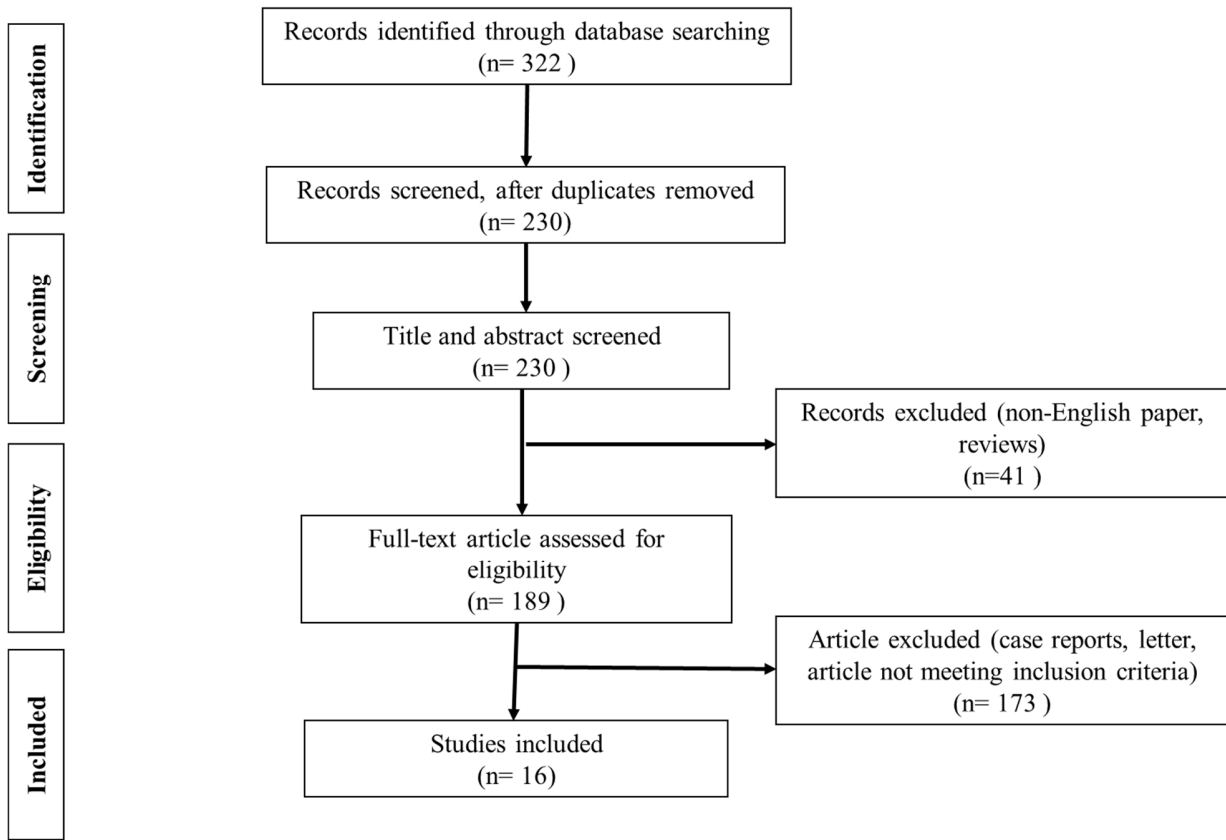 Identification
Records identified through database searching
(n= 322 )
Records screened, after duplicates removed
(n= 230)
Screening
Title and abstract screened
(n= 230 )
Records excluded (non-English paper,
reviews)
(n=41 )
Eligibility
Full-text article assessed for
eligibility
(n= 189 )
Article excluded (case reports, letter,
article not meeting inclusion criteria)
(n= 173 )
Included
Studies included
(n= 16)